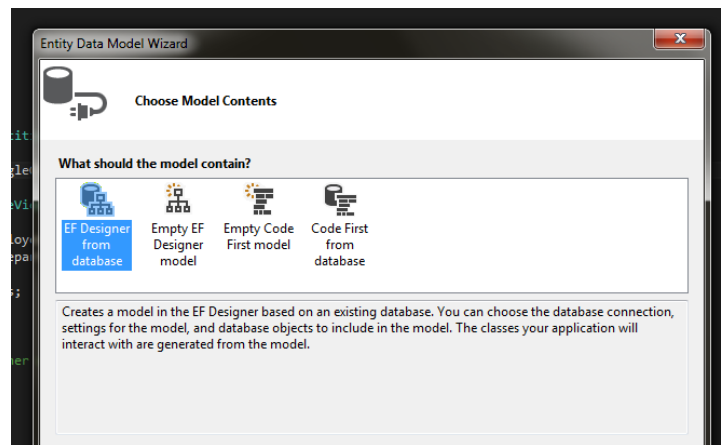 Entity Data Model Wizard
Choose Model Contents
What should the model contain?
EF Designer
from
database
Empty EF
Designer
model
Empty Code
First model
Code First
from
database
Creates a model in the EF Designer based on an existing database. You can choose the database connection,
settings for the model, and database objects to include in the model. The classes your application will
interact with are generated from the model.